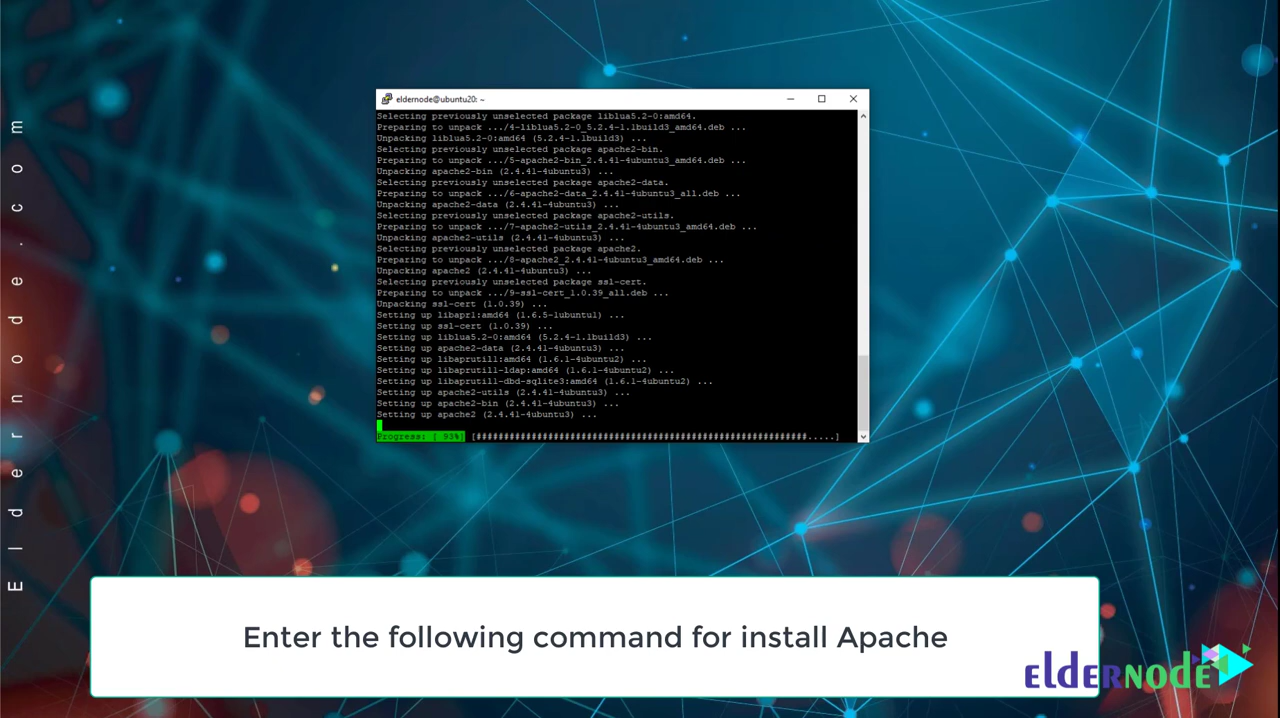 Eldernode.com
eldernode@ubuntu20: ~
Selecting previously unselected package liblua5.2-0:amd64.
Preparing to unpack .../4-liblua5.2-0_5.2.4-1.1build3_amd64.deb ...
Unpacking liblua5.2-0:amd64 (5.2.4-1.1build3) ...
Selecting previously unselected package apache2-bin.
Preparing to unpack .../5-apache2-bin_2.4.41-4ubuntu3_amd64.deb ...
Unpacking apache2-bin (2.4.41-4ubuntu3) ...
Selecting previously unselected package apache2-data.
Preparing to unpack .../6-apache2-data_2.4.41-4ubuntu3_all.deb ...
Unpacking apache2-data (2.4.41-4ubuntu3) ...
Selecting previously unselected package apache2-utils.
Preparing to unpack .../7-apache2-utils_2.4.41-4ubuntu3_amd64.deb ...
Unpacking apache2-utils (2.4.41-4ubuntu3) ...
Selecting previously unselected package apache2.
Preparing to unpack .../8-apache2_2.4.41-4ubuntu3_amd64.deb ...
Unpacking apache2 (2.4.41-4ubuntu3) ...
Selecting previously unselected package ssl-cert.
Preparing to unpack .../9-ssl-cert_1.0.39_all.deb ...
Unpacking ssl-cert (1.0.39) ...
Setting up libapr1:amd64 (1.6.5-1ubuntu1) ...
Setting up ssl-cert (1.0.39) ...
Setting up liblua5.2-0:amd64 (5.2.4-1.1build3) ...
Setting up apache2-data (2.4.41-4ubuntu3) ...
Setting up libaprutil1:amd64 (1.6.1-4ubuntu2) ...
Setting up libaprutil1-ldap:amd64 (1.6.1-4ubuntu2) ...
Setting up libaprutil1-dbd-sqlite3:amd64 (1.6.1-4ubuntu2) ...
Setting up apache2-utils (2.4.41-4ubuntu3) ...
Setting up apache2-bin (2.4.41-4ubuntu3) ...
Setting up apache2 (2.4.41-4ubuntu3) ...
Progress: [ 93%] [############################################################.....]
Enter the following command for install Apache
ELDERNODE